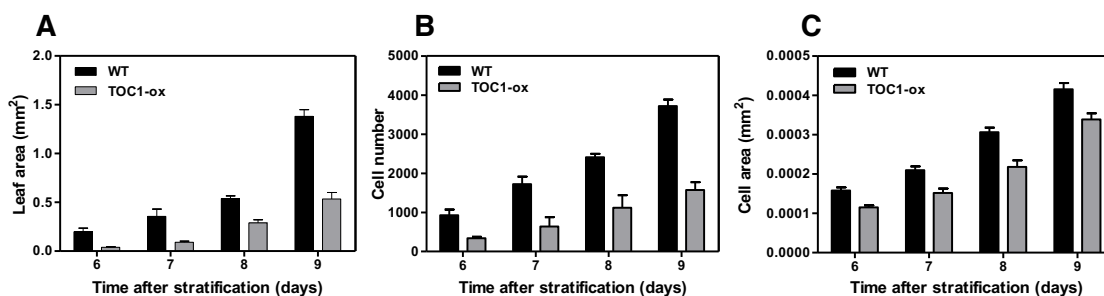 A
Leaf area (mm²)
2.0
1.5
1.0
0.5
0.0
WT
TOC1-ox
6 7 8 9
Time after stratification (days)
B
Cell number
5000
4000
3000
2000
1000
0
WT
TOC1-ox
6 7 8 9
Time after stratification (days)
C
Cell area (mm²)
0.0005
0.0004
0.0003
0.0002
0.0001
0.0000
WT
TOC1-ox
6 7 8 9
Time after stratification (days)